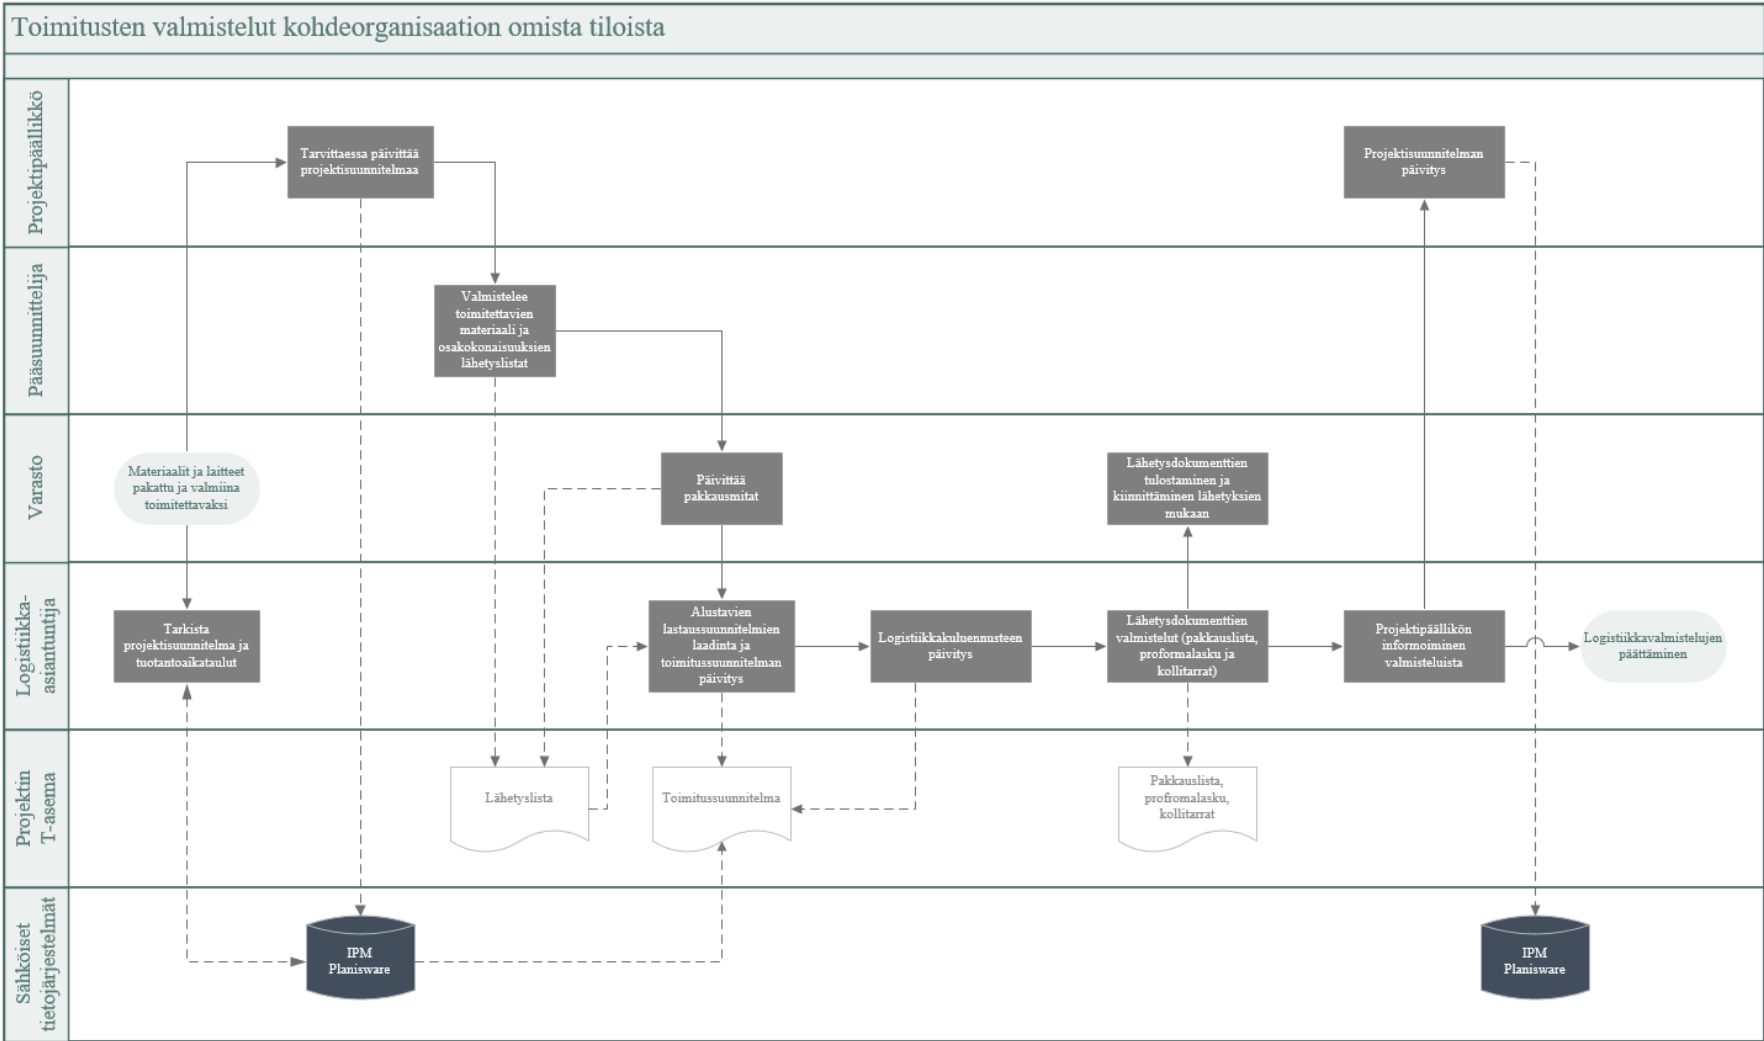 Toimitusten valmistelut kohdeorganisaation omista tiloista
Projektipäällikkö
Tarvittaessa päivittää
projektisuunnitelmaa
Projektisuunnitelman
päivitys
Pääsuunnittelija
Valmistelee
toimitettavien
materiaali ja
osakokonaisuuksien
lähetyslistat
Varasto
Materiaalit ja laitteet
pakattu ja valmiina
toimitettavaksi
Päivittää
pakkausmitat
Lähetysdokumenttien
tulostaminen ja
kiinnittäminen lähetyksien
mukaan
Logistiikka-
asiantuntija
Tarkista
projektisuunnitelma ja
tuotantoaikataulut
Alustavien
lastaussuunnitelmien
laadinta ja
toimitussuunnitelman
päivitys
Logistiikkakuluennusteen
päivitys
Lähetysdokumenttien
valmistelut (pakkauslista,
proformalasku ja
kollitarrat)
Projektipäällikön
informoiminen
valmisteluista
Logistiikkavalmistelujen
päättäminen
Projektin
T-asema
Lähetyslista
Toimitussuunnitelma
Pakkauslista,
profromalasku,
kollitarrat
Sähköiset
tietojärjestelmät
IPM
Planisware
IPM
Planisware